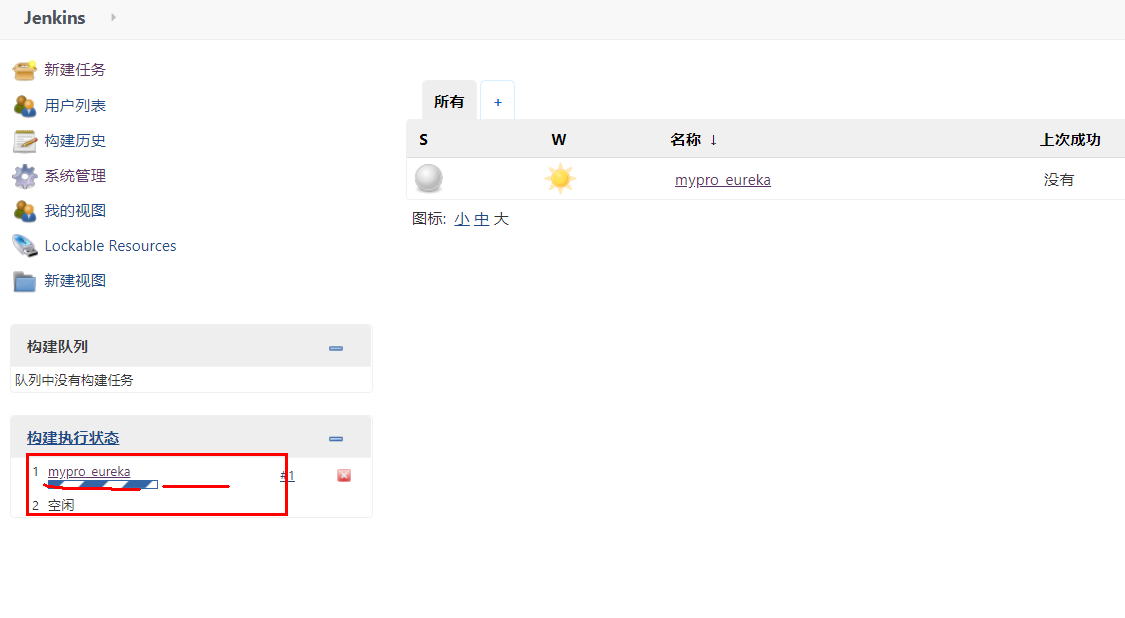 Jenkins
新建任务
用户列表
构建历史
系统管理
我的视图
Lockable Resources
新建视图
所有 +
S W 名称 ↓ 上次成功
mypro_eureka 没有
图标: 小 中 大
构建队列
队列中没有构建任务
构建执行状态
1 mypro_eureka #1
2 空闲